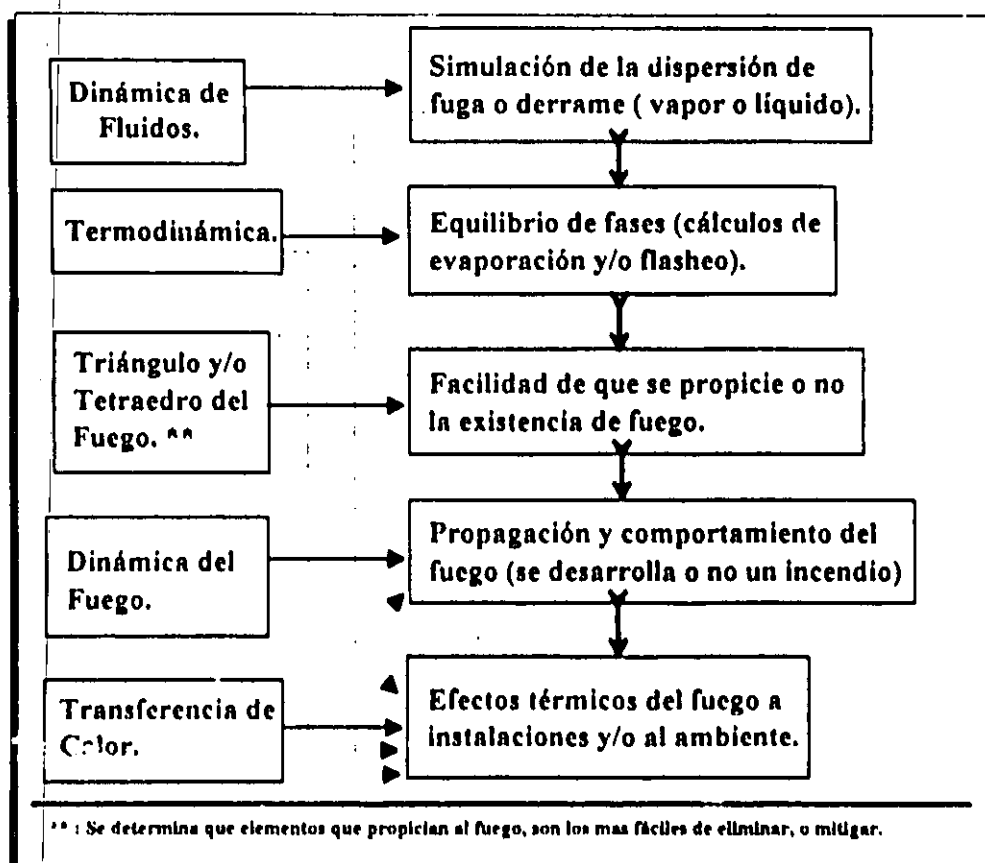 Dinámica de
Fluidos.
Simulación de la dispersión de
fuga o derrame ( vapor o líquido).
Termodinámica.
Equilibrio de fases (cálculos de
evaporación y/o flasheo).
Triángulo y/o
Tetraedro del
Fuego. **
Facilidad de que se propicie o no
la existencia de fuego.
Dinámica del
Fuego.
Propagación y comportamiento del
fuego (se desarrolla o no un incendio)
Transferencia de
Calor.
Efectos térmicos del fuego a
instalaciones y/o al ambiente.
** : Se determina que elementos que propician al fuego, son los mas fáciles de eliminar, o mitigar.